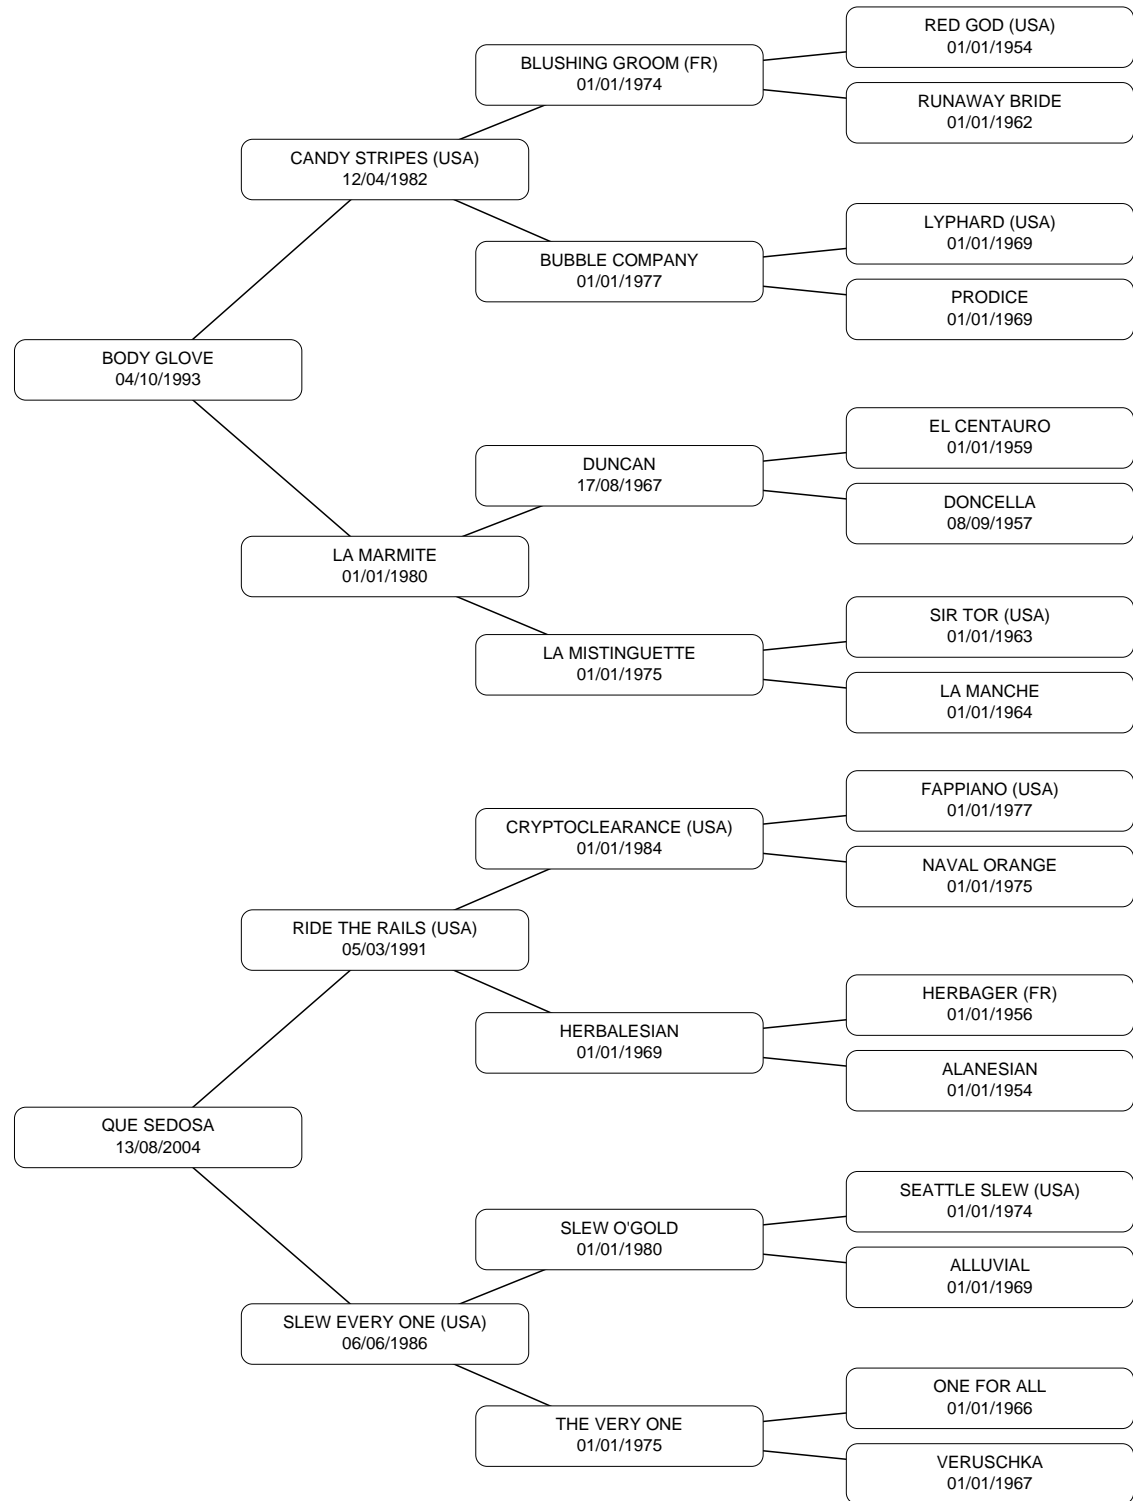 RED GOD (USA)
01/01/1954
BLUSHING GROOM (FR)
01/01/1974
RUNAWAY BRIDE
01/01/1962
CANDY STRIPES (USA)
12/04/1982
LYPHARD (USA)
01/01/1969
BUBBLE COMPANY
01/01/1977
PRODICE
01/01/1969
BODY GLOVE
04/10/1993
EL CENTAURO
01/01/1959
DUNCAN
17/08/1967
DONCELLA
08/09/1957
LA MARMITE
01/01/1980
SIR TOR (USA)
01/01/1963
LA MISTINGUETTE
01/01/1975
LA MANCHE
01/01/1964
FAPPIANO (USA)
01/01/1977
CRYPTOCLEARANCE (USA)
01/01/1984
NAVAL ORANGE
01/01/1975
RIDE THE RAILS (USA)
05/03/1991
HERBAGER (FR)
01/01/1956
HERBALESIAN
01/01/1969
ALANESIAN
01/01/1954
QUE SEDOSA
13/08/2004
SEATTLE SLEW (USA)
01/01/1974
SLEW O'GOLD
01/01/1980
ALLUVIAL
01/01/1969
SLEW EVERY ONE (USA)
06/06/1986
ONE FOR ALL
01/01/1966
THE VERY ONE
01/01/1975
VERUSCHKA
01/01/1967